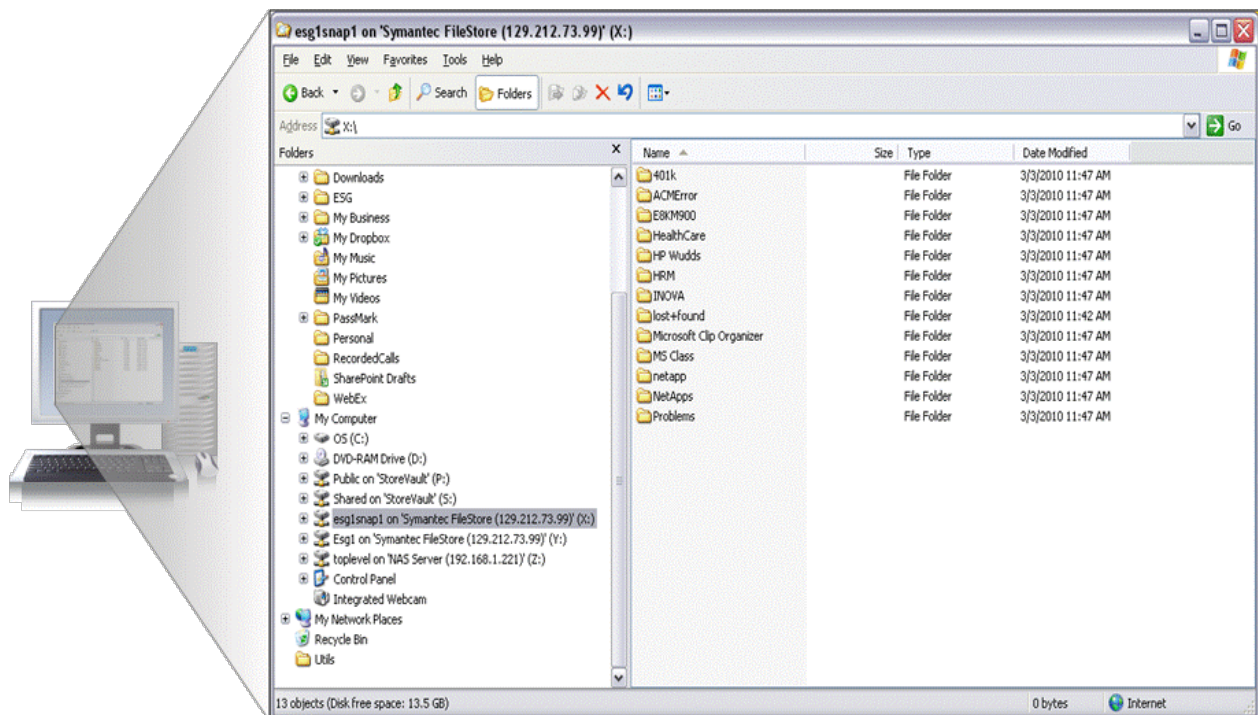 esg1snap1 on 'Symantec FileStore (129.212.73.99)' (X:)
File Edit View Favorites Tools Help
Back Search Folders
Address X:\ Go
Folders X
Downloads
ESG
My Business
My Dropbox
My Music
My Pictures
My Videos
PassMark
Personal
RecordedCalls
SharePoint Drafts
WebEx
My Computer
OS (C:)
DVD-RAM Drive (D:)
Public on 'StoreVault' (P:)
Shared on 'StoreVault' (S:)
esg1snap1 on 'Symantec FileStore (129.212.73.99)' (X:)
Esg1 on 'Symantec FileStore (129.212.73.99)' (Y:)
toplevel on 'NAS Server (192.168.1.221)' (Z:)
Control Panel
Integrated Webcam
My Network Places
Recycle Bin
Utils
Name Size Type Date Modified
401k File Folder 3/3/2010 11:47 AM
ACMError File Folder 3/3/2010 11:47 AM
E8KM900 File Folder 3/3/2010 11:47 AM
HealthCare File Folder 3/3/2010 11:47 AM
HP Wudds File Folder 3/3/2010 11:47 AM
HRM File Folder 3/3/2010 11:47 AM
INOVA File Folder 3/3/2010 11:47 AM
lost+found File Folder 3/3/2010 11:42 AM
Microsoft Clip Organizer File Folder 3/3/2010 11:47 AM
MS Class File Folder 3/3/2010 11:47 AM
netapp File Folder 3/3/2010 11:47 AM
NetApps File Folder 3/3/2010 11:47 AM
Problems File Folder 3/3/2010 11:47 AM
13 objects (Disk free space: 13.5 GB) 0 bytes Internet